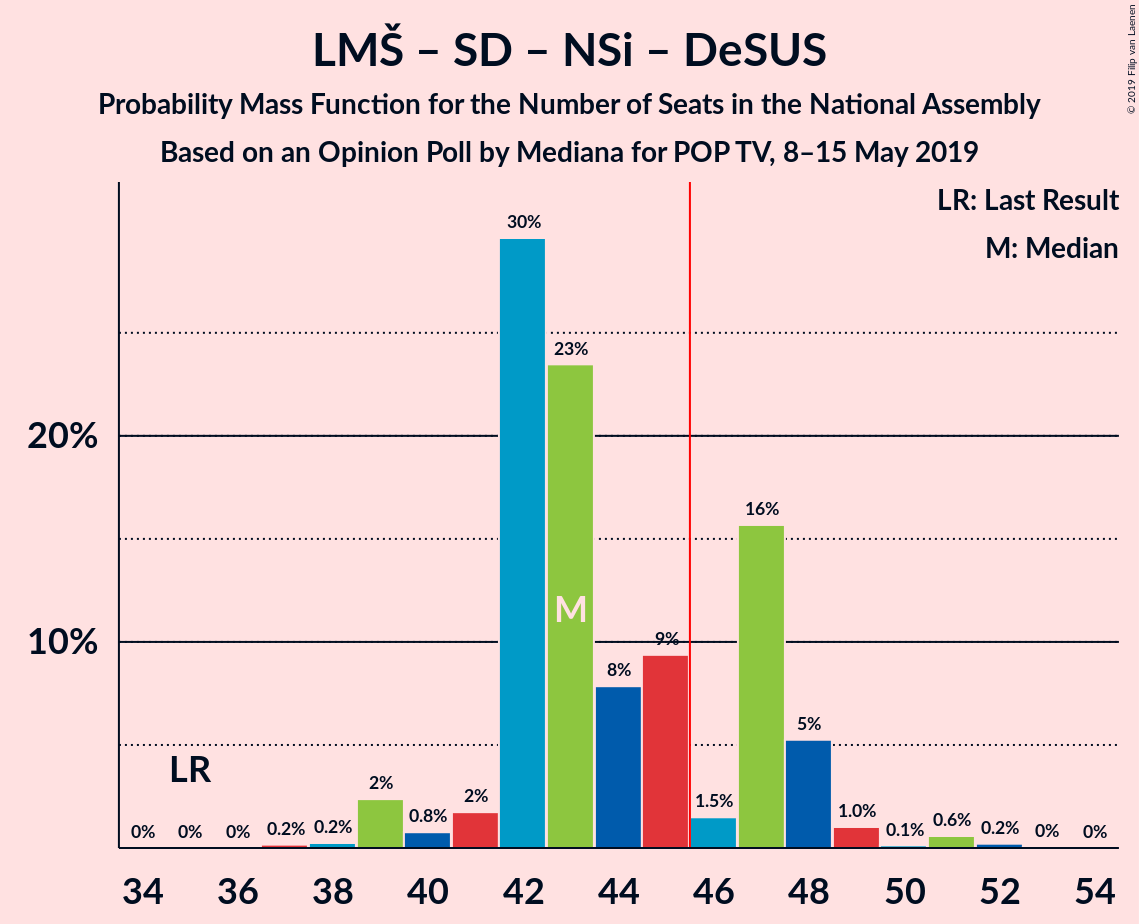 LMŠ – SD – NSi – DeSUS
Probability Mass Function for the Number of Seats in the National Assembly
Based on an Opinion Poll by Mediana for POP TV, 8–15 May 2019
© 2019 Filip van Laenen
LR: Last Result
M: Median
30%
23%
20%
16%
M
10%
9%
8%
5%
LR
2%
2%
0% 0% 0% 0.2% 0.2% 0.8% 1.5% 1.0% 0.1% 0.6% 0.2% 0% 0%
34 36 38 40 42 44 46 48 50 52 54